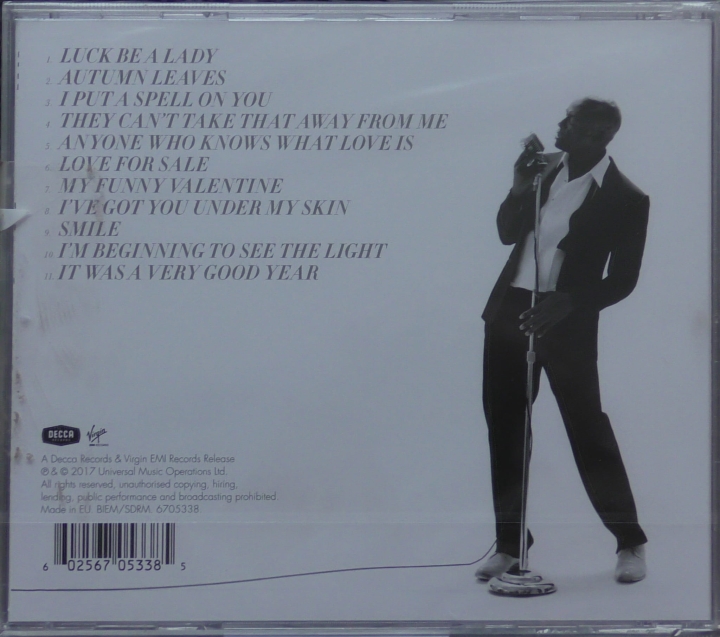 1. LUCK BE A LADY
2. AUTUMN LEAVES
3. I PUT A SPELL ON YOU
4. THEY CAN'T TAKE THAT AWAY FROM ME
5. ANYONE WHO KNOWS WHAT LOVE IS
6. LOVE FOR SALE
7. MY FUNNY VALENTINE
8. I'VE GOT YOU UNDER MY SKIN
9. SMILE
10. I'M BEGINNING TO SEE THE LIGHT
11. IT WAS A VERY GOOD YEAR
DECCA Virgin
A Decca Records & Virgin EMI Records Release
℗ & © 2017 Universal Music Operations Ltd.
All rights reserved, unauthorised copying, hiring,
lending, public performance and broadcasting prohibited.
Made in EU. BIEM/SDRM. 6705338
6 02567 05338 5